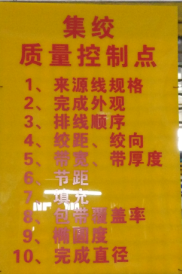 集绞
质量控制点
1、来源线规格
2、完成外观
3、排线顺序
4、绞距、绞向
5、带宽、带厚度
6、节距
7、填充
8、包带覆盖率
9、椭圆度
10、完成直径